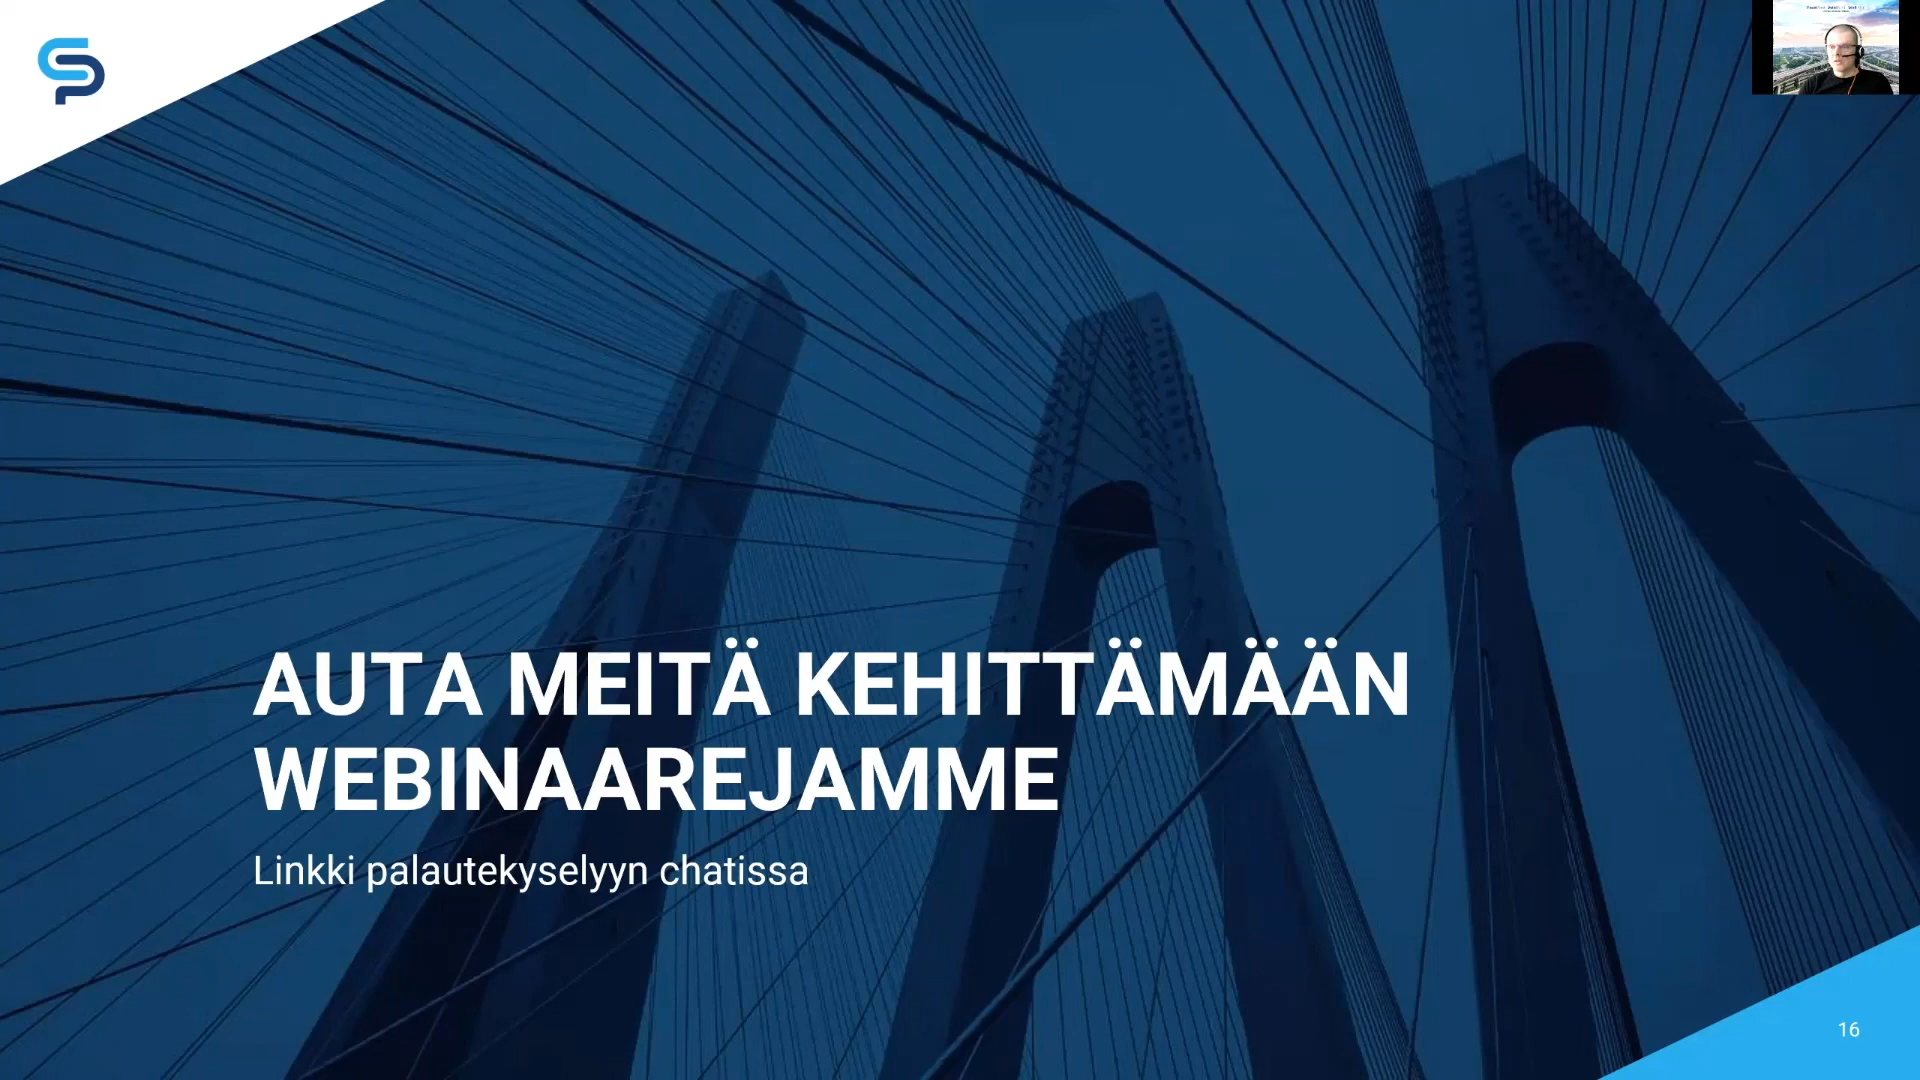 AUTA MEITÄ KEHITTÄMÄÄN
WEBINAAREJAMME
Linkki palautekyselyyn chatissa
16